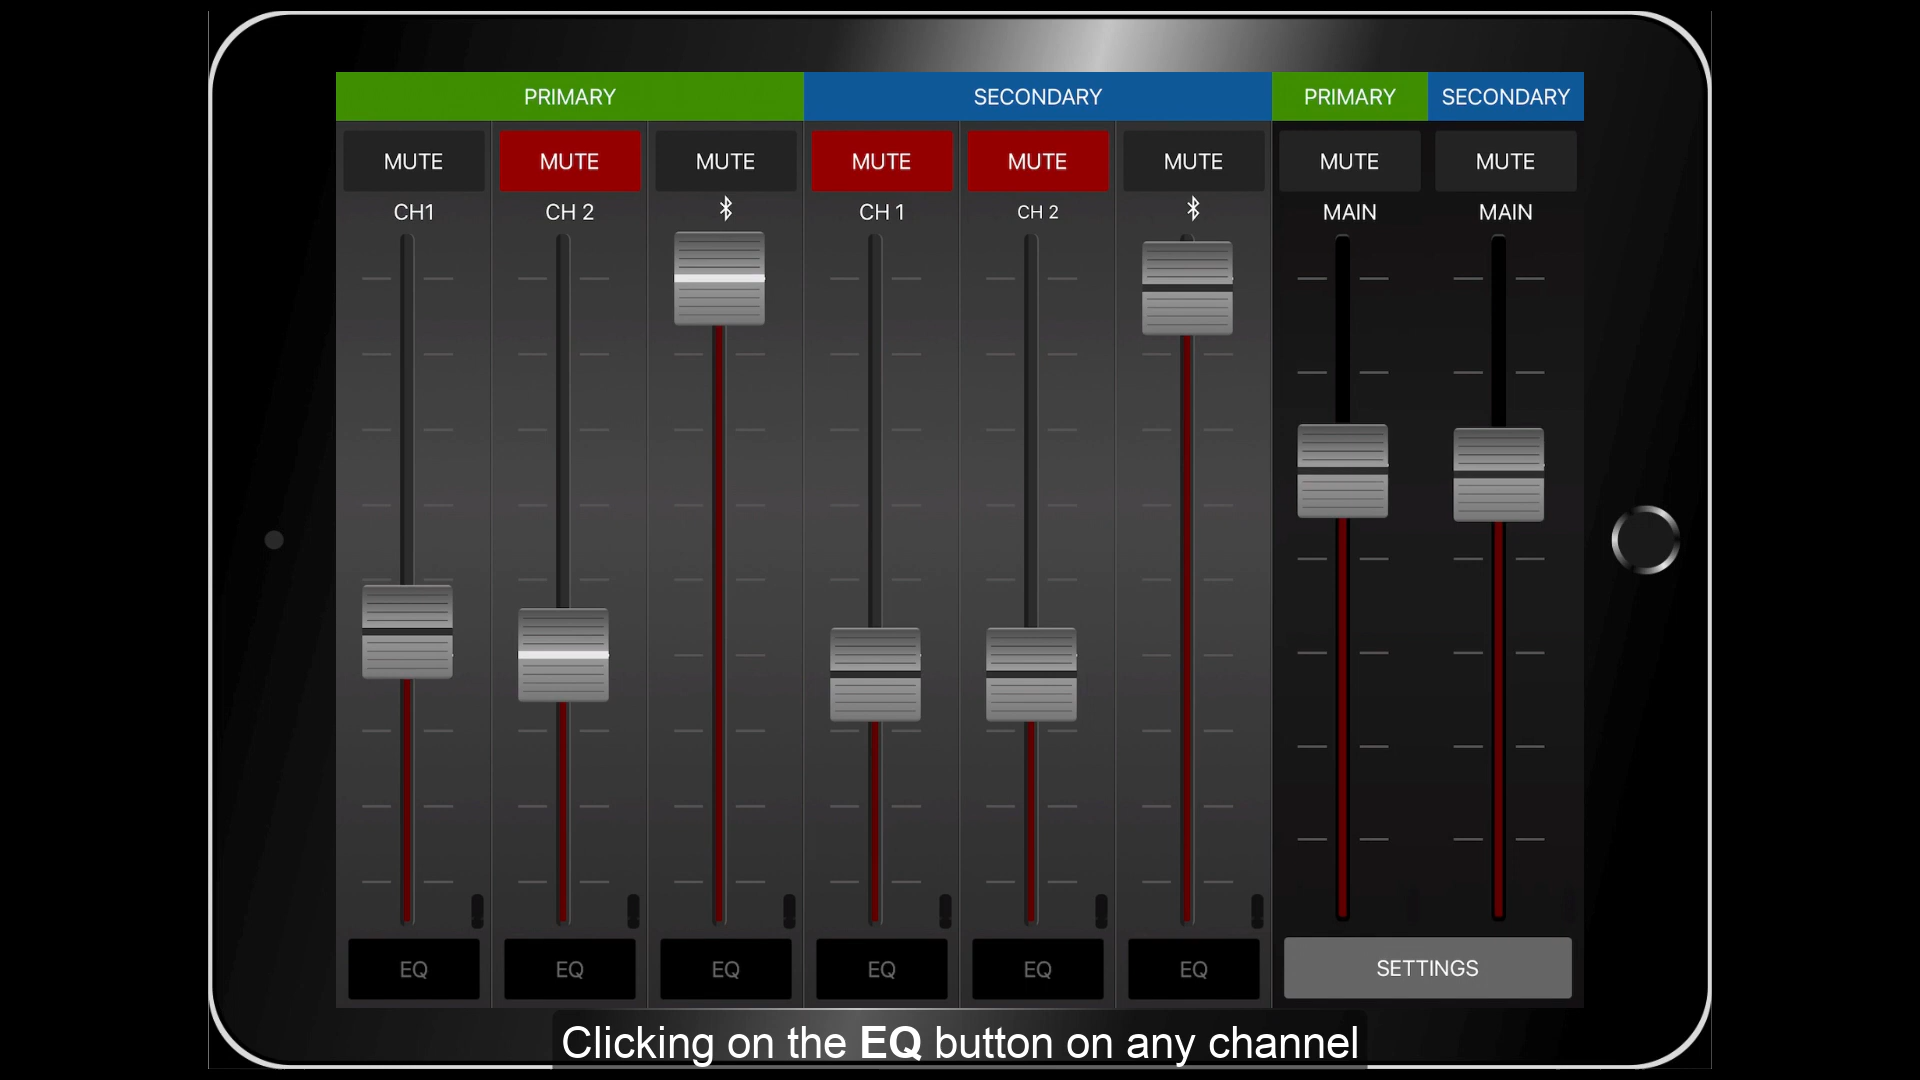 PRIMARY SECONDARY PRIMARY SECONDARY
MUTE MUTE MUTE MUTE MUTE MUTE MUTE MUTE
CH1 CH 2 CH 1 CH 2 MAIN MAIN
EQ EQ EQ EQ EQ EQ SETTINGS
Clicking on the EQ button on any channel